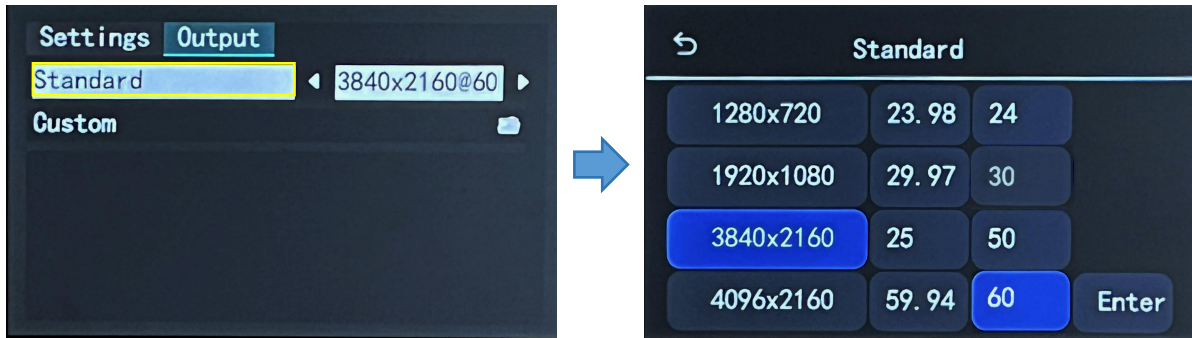 Settings Output
Standard 3840x2160@60
Custom
Standard
1280x720 23.98 24
1920x1080 29.97 30
3840x2160 25 50
4096x2160 59.94 60 Enter